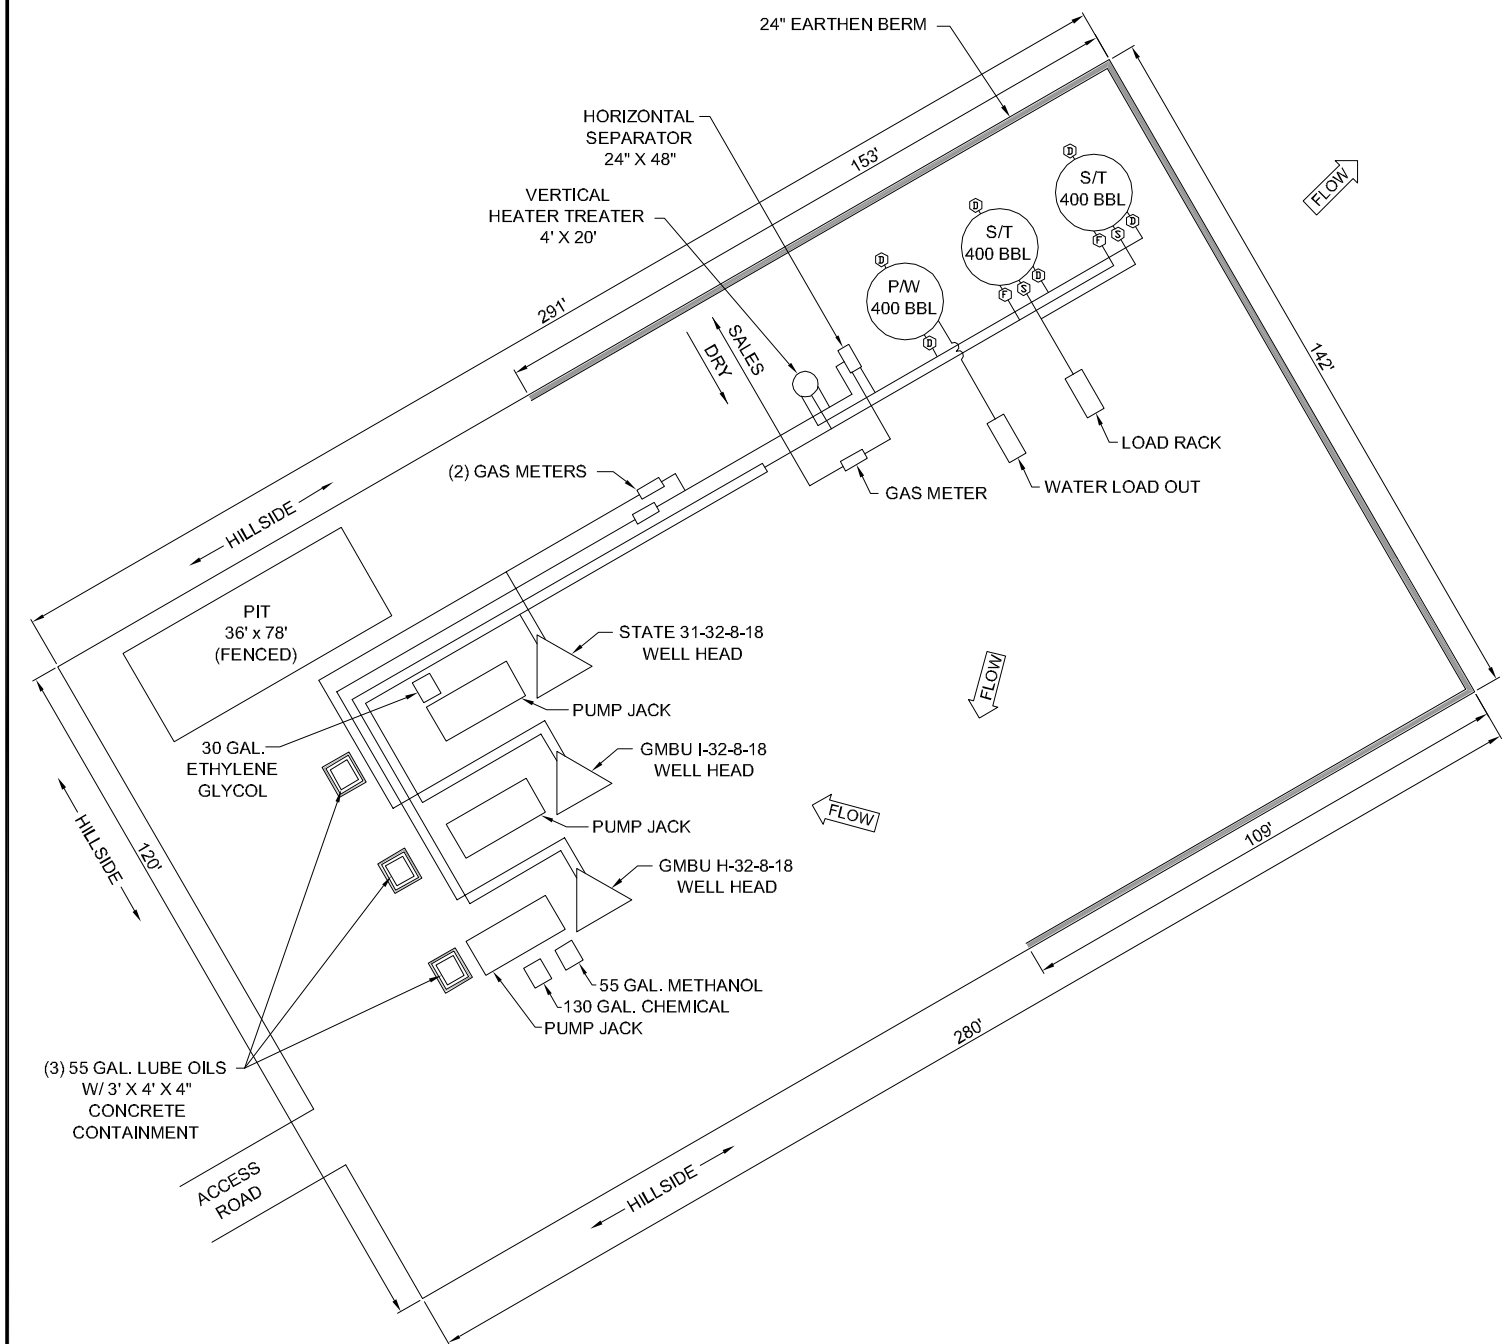 24" EARTHEN BERM
HORIZONTAL
SEPARATOR
24" X 48"
153'
VERTICAL
HEATER TREATER
4' X 20'
D
S/T
400 BBL
F
S
D
FLOW
D
S/T
400 BBL
F
S
D
D
P/W
400 BBL
D
291'
SALES
DRY
142'
LOAD RACK
WATER LOAD OUT
GAS METER
(2) GAS METERS
HILLSIDE
PIT
36' x 78'
(FENCED)
STATE 31-32-8-18
WELL HEAD
PUMP JACK
30 GAL.
ETHYLENE
GLYCOL
GMBU I-32-8-18
WELL HEAD
PUMP JACK
FLOW
FLOW
HILLSIDE
120'
GMBU H-32-8-18
WELL HEAD
109'
55 GAL. METHANOL
130 GAL. CHEMICAL
PUMP JACK
280'
(3) 55 GAL. LUBE OILS
W/ 3' X 4' X 4"
CONCRETE
CONTAINMENT
ACCESS
ROAD
HILLSIDE